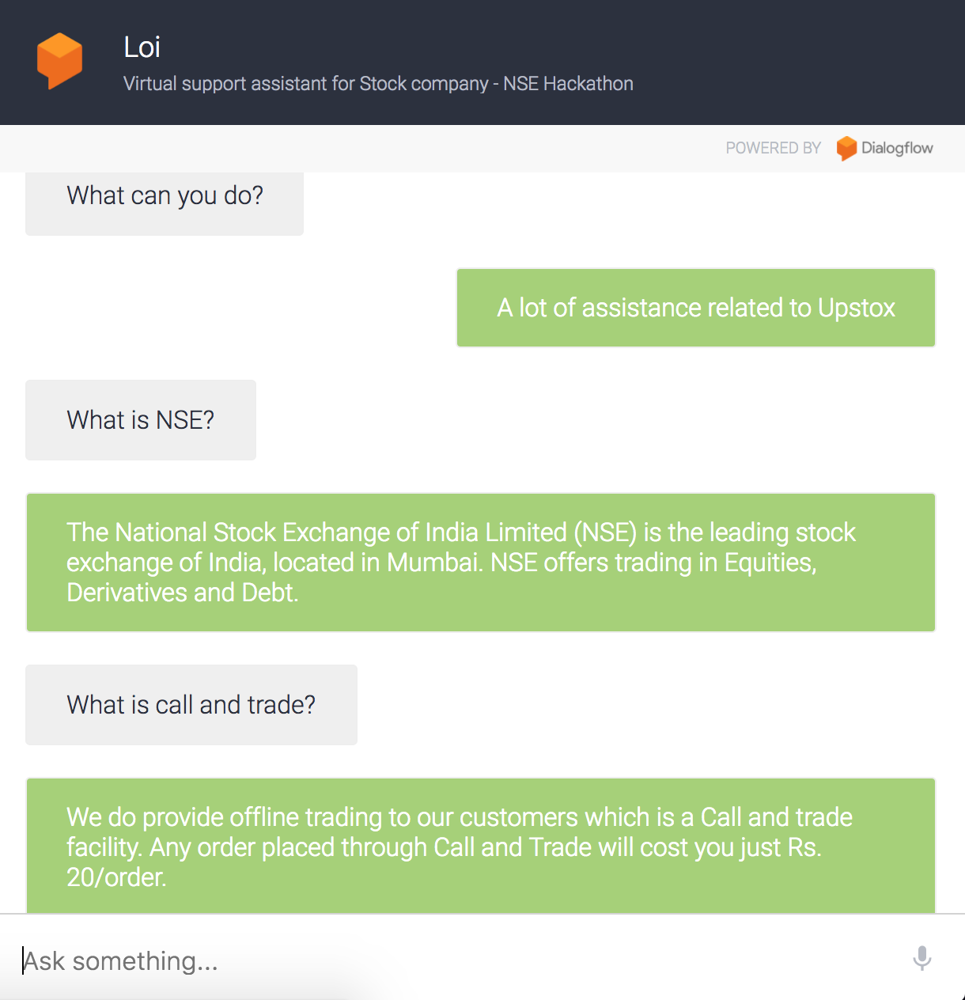 Loi
Virtual support assistant for Stock company - NSE Hackathon
POWERED BY Dialogflow
What can you do?
A lot of assistance related to Upstox
What is NSE?
The National Stock Exchange of India Limited (NSE) is the leading stock
exchange of India, located in Mumbai. NSE offers trading in Equities,
Derivatives and Debt.
What is call and trade?
We do provide offline trading to our customers which is a Call and trade
facility. Any order placed through Call and Trade will cost you just Rs.
20/order.
Ask something...